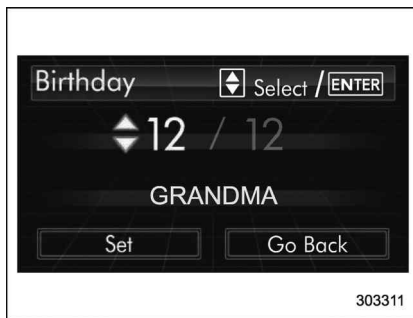 Birthday Select / ENTER
12 / 12
GRANDMA
Set Go Back
303311